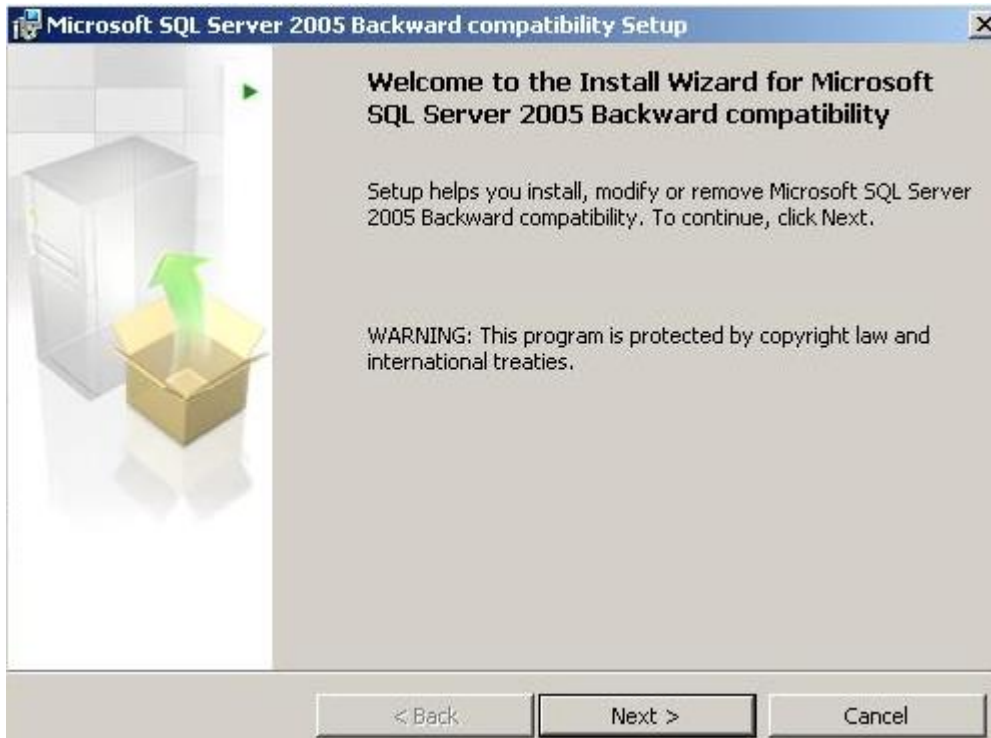 Microsoft SQL Server 2005 Backward compatibility Setup
Welcome to the Install Wizard for Microsoft
SQL Server 2005 Backward compatibility
Setup helps you install, modify or remove Microsoft SQL Server
2005 Backward compatibility. To continue, click Next.
WARNING: This program is protected by copyright law and
international treaties.
< Back
Next >
Cancel